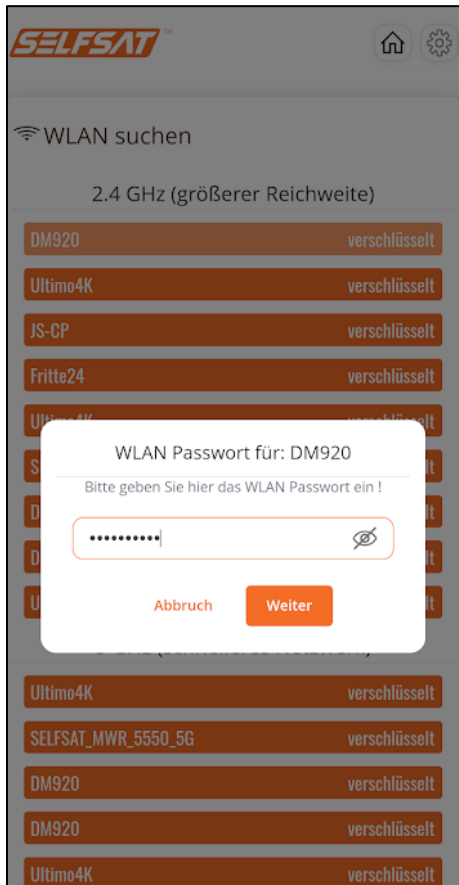 SELFSAT™
WLAN suchen
2.4 GHz (größerer Reichweite)
DM920 verschlüsselt
Ultimo4K verschlüsselt
JS-CP verschlüsselt
Fritte24 verschlüsselt
WLAN Passwort für: DM920
Bitte geben Sie hier das WLAN Passwort ein !
••••••••••
Abbruch Weiter
Ultimo4K verschlüsselt
SELFSAT_MWR_5550_5G verschlüsselt
DM920 verschlüsselt
DM920 verschlüsselt
Ultimo4K verschlüsselt